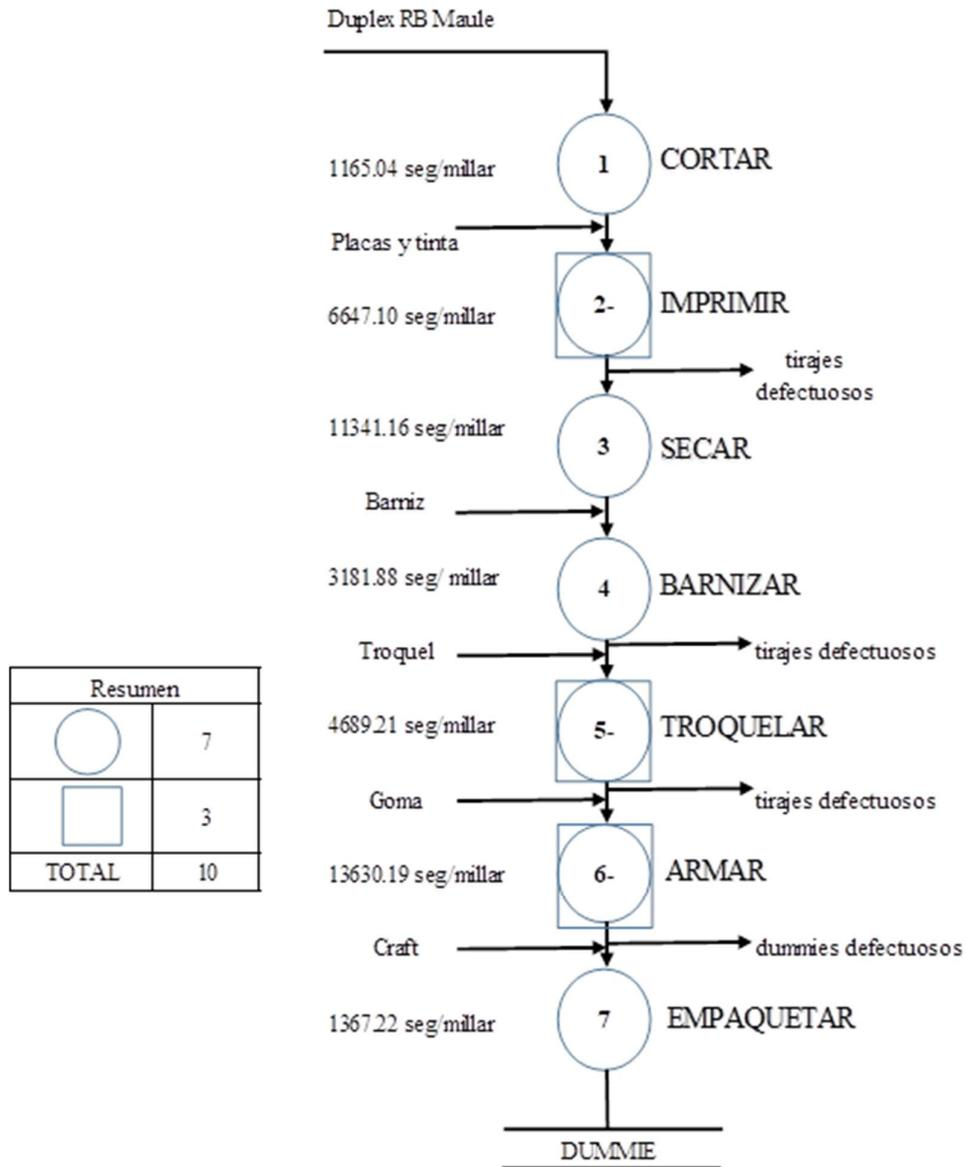 Duplex RB Maule
1165.04 seg/millar
1
CORTAR
Placas y tinta
6647.10 seg/millar
2-
IMPRIMIR
tirajes
defectuosos
11341.16 seg/millar
3
SECAR
Barniz
3181.88 seg/ millar
4
BARNIZAR
Troquel
tirajes defectuosos
4689.21 seg/millar
5-
TROQUELAR
Goma
tirajes defectuosos
13630.19 seg/millar
6-
ARMAR
Craft
dummies defectuosos
1367.22 seg/millar
7
EMPAQUETAR
DUMMIE
Resumen
7
3
TOTAL 10